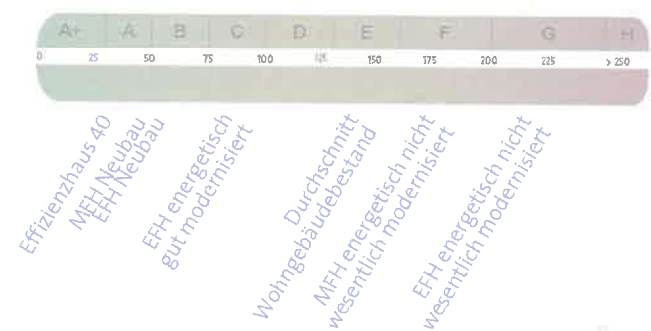 A+ A B C D E F G H
0 25 50 75 100 125 150 175 200 225 > 250
Effizienzhaus 40
MFH Neubau
EFH Neubau
EFH energetisch
gut modernisiert
Durchschnitt
Wohngebäudebestand
MFH energetisch nicht
wesentlich modernisiert
EFH energetisch nicht
wesentlich modernisiert